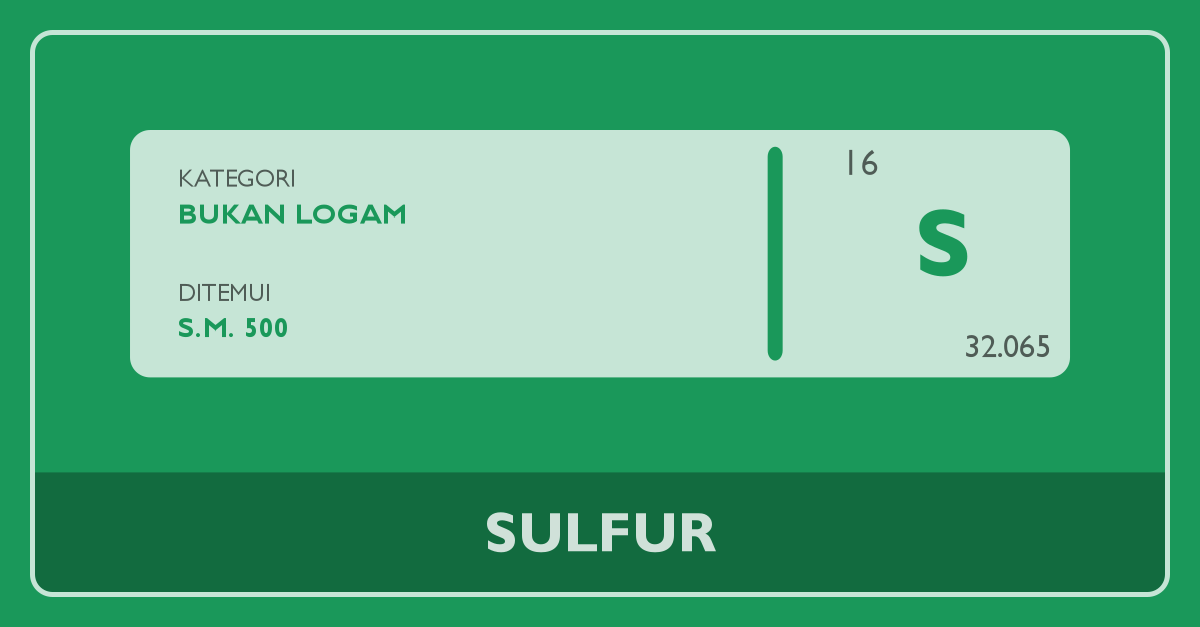 KATEGORI
BUKAN LOGAM
DITEMUI
S.M. 500
16
S
32.065
SULFUR